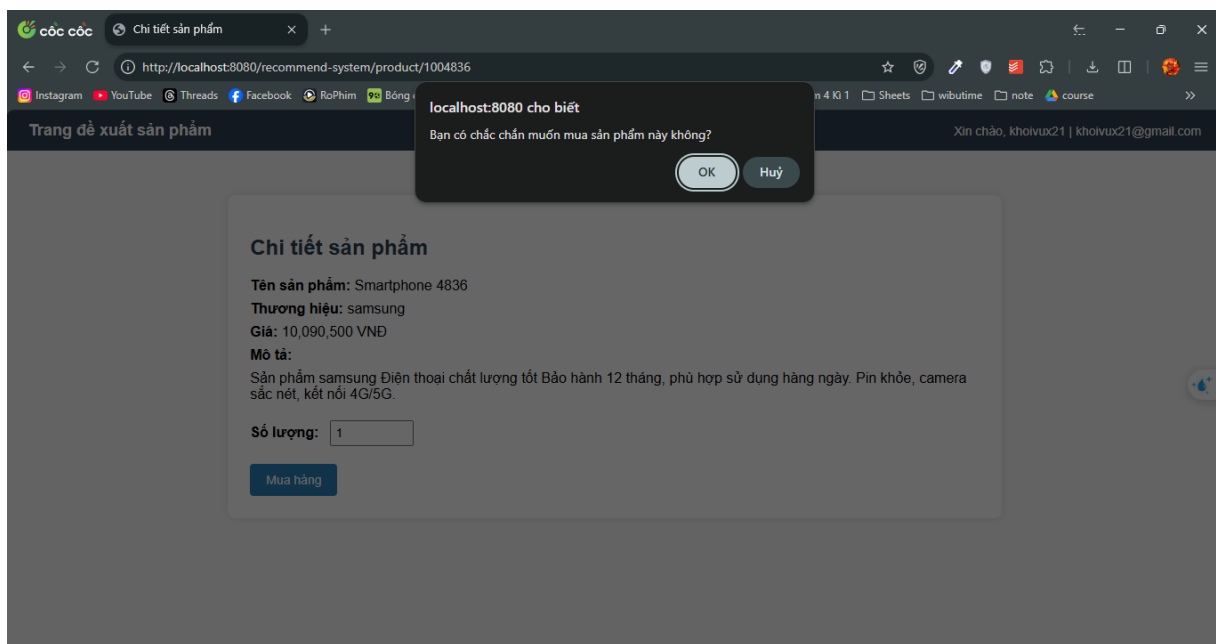 cốc cốc
Chi tiết sản phẩm
http://localhost:8080/recommend-system/product/1004836
Instagram YouTube Threads Facebook RoPhim Bóng 4 Kì 1 Sheets wibutime note course
localhost:8080 cho biết
Bạn có chắc chắn muốn mua sản phẩm này không?
OK Huỷ
Trang đề xuất sản phẩm
Xin chào, khoivux21 | khoivux21@gmail.com
Chi tiết sản phẩm
Tên sản phẩm: Smartphone 4836
Thương hiệu: samsung
Giá: 10,090,500 VNĐ
Mô tả:
Sản phẩm samsung Điện thoại chất lượng tốt Bảo hành 12 tháng, phù hợp sử dụng hàng ngày. Pin khỏe, camera
sắc nét, kết nối 4G/5G.
Số lượng: 1
Mua hàng